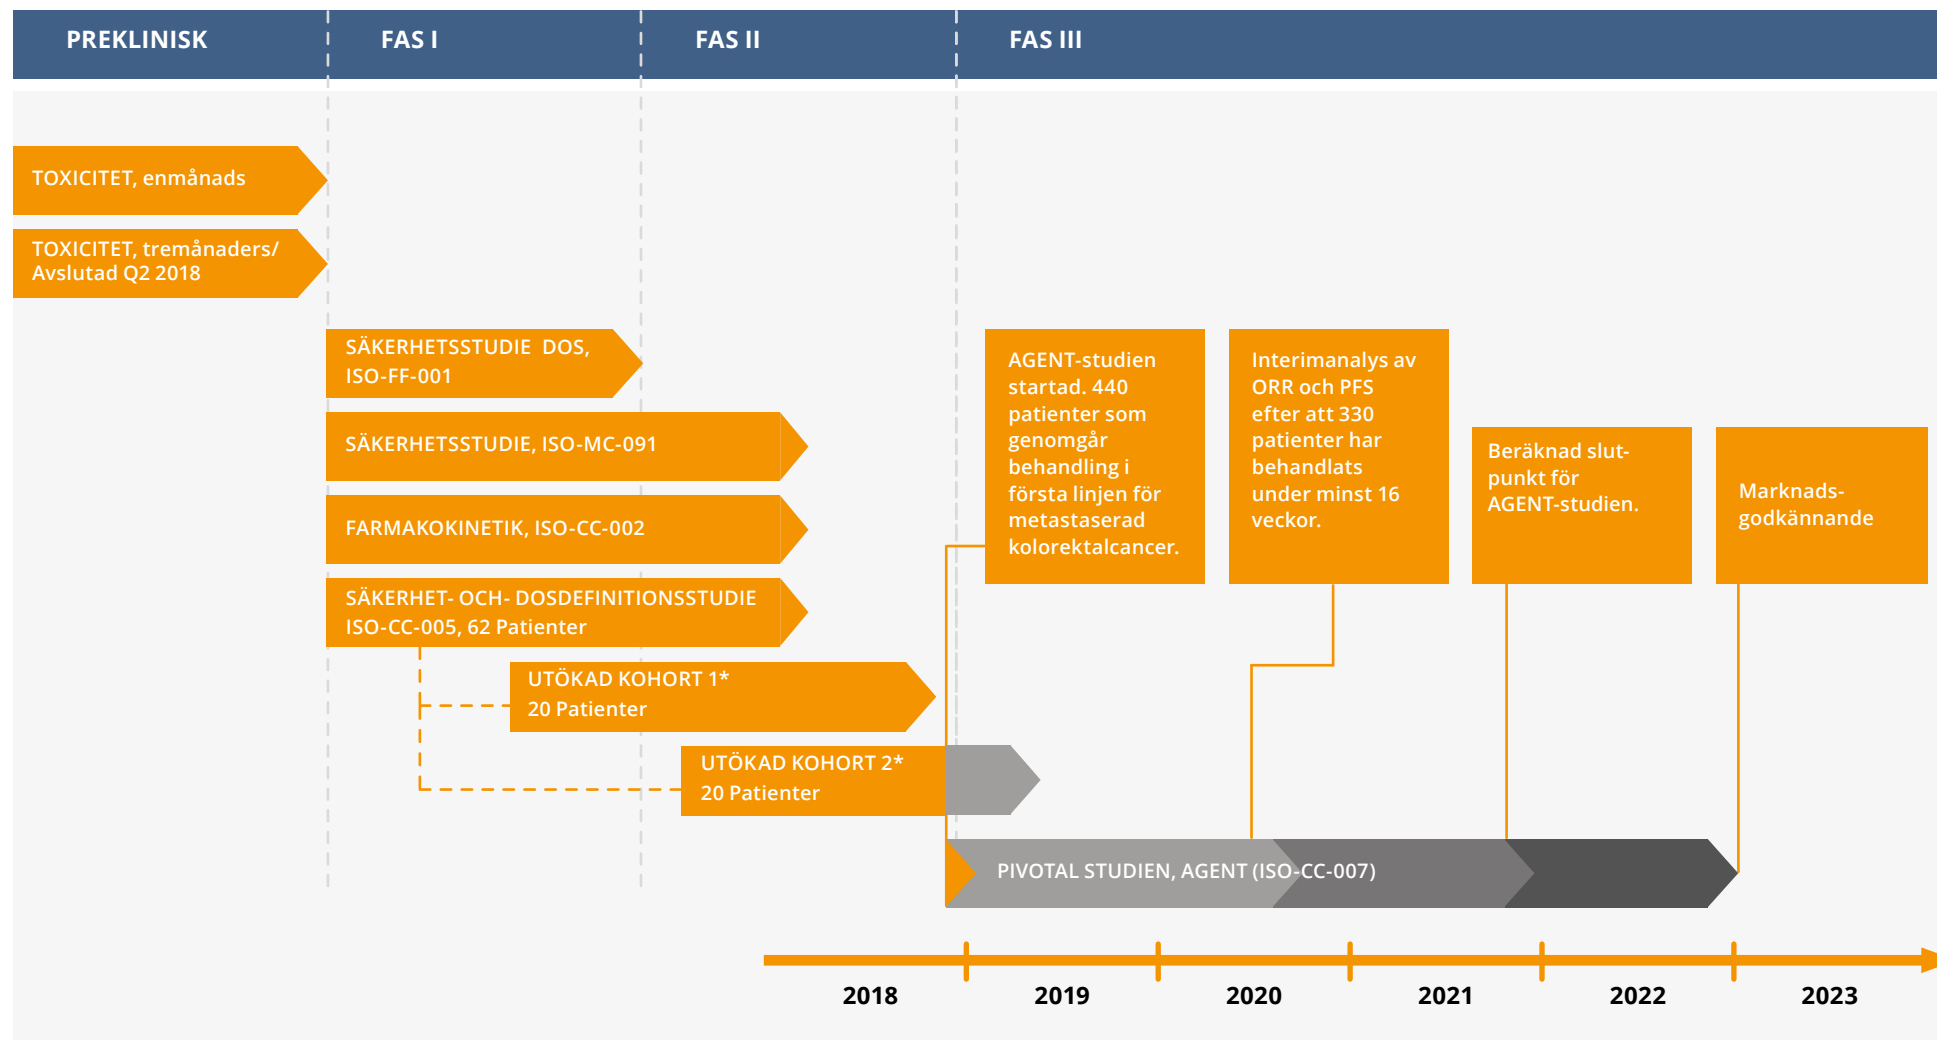 PREKLINISK
FAS I
FAS II
FAS III
TOXICITET, enmånads
TOXICITET, tremånaders/
Avslutad Q2 2018
SÄKERHETSSTUDIE  DOS,
ISO-FF-001
SÄKERHETSSTUDIE, ISO-MC-091
FARMAKOKINETIK, ISO-CC-002
SÄKERHET- OCH- DOSDEFINITIONSSTUDIE
ISO-CC-005, 62 Patienter
UTÖKAD KOHORT 1*
20 Patienter
UTÖKAD KOHORT 2*
20 Patienter
AGENT-studien
startad. 440
patienter som
genomgår
behandling i
första linjen för
metastaserad
kolorektalcancer.
Interimanalys av
ORR och PFS
efter att 330
patienter har
behandlats
under minst 16
veckor.
Beräknad slut-
punkt för
AGENT-studien.
Marknads-
godkännande
PIVOTAL STUDIEN, AGENT (ISO-CC-007)
2018
2019
2020
2021
2022
2023